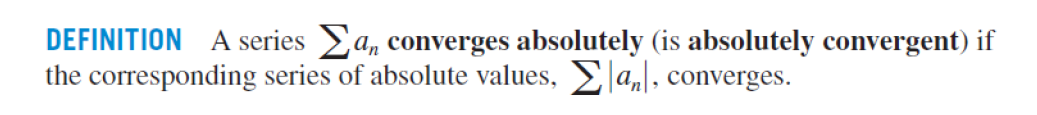 DEFINITION A series ∑aₙ converges absolutely (is absolutely convergent) if
the corresponding series of absolute values, ∑|aₙ|, converges.